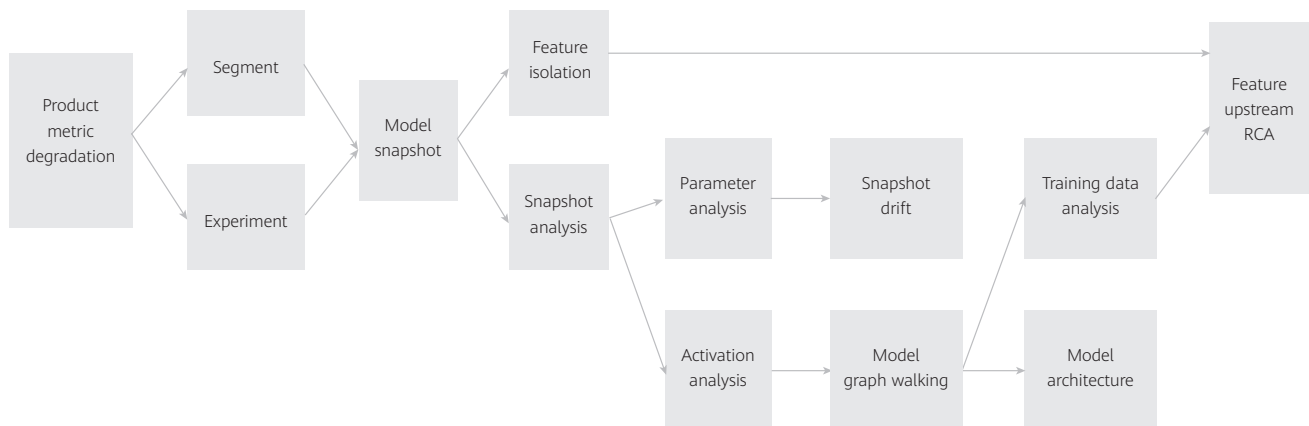 Product
metric
degradation
Segment
Experiment
Model
snapshot
Feature
isolation
Snapshot
analysis
Parameter
analysis
Activation
analysis
Snapshot
drift
Model
graph walking
Training data
analysis
Model
architecture
Feature
upstream
RCA